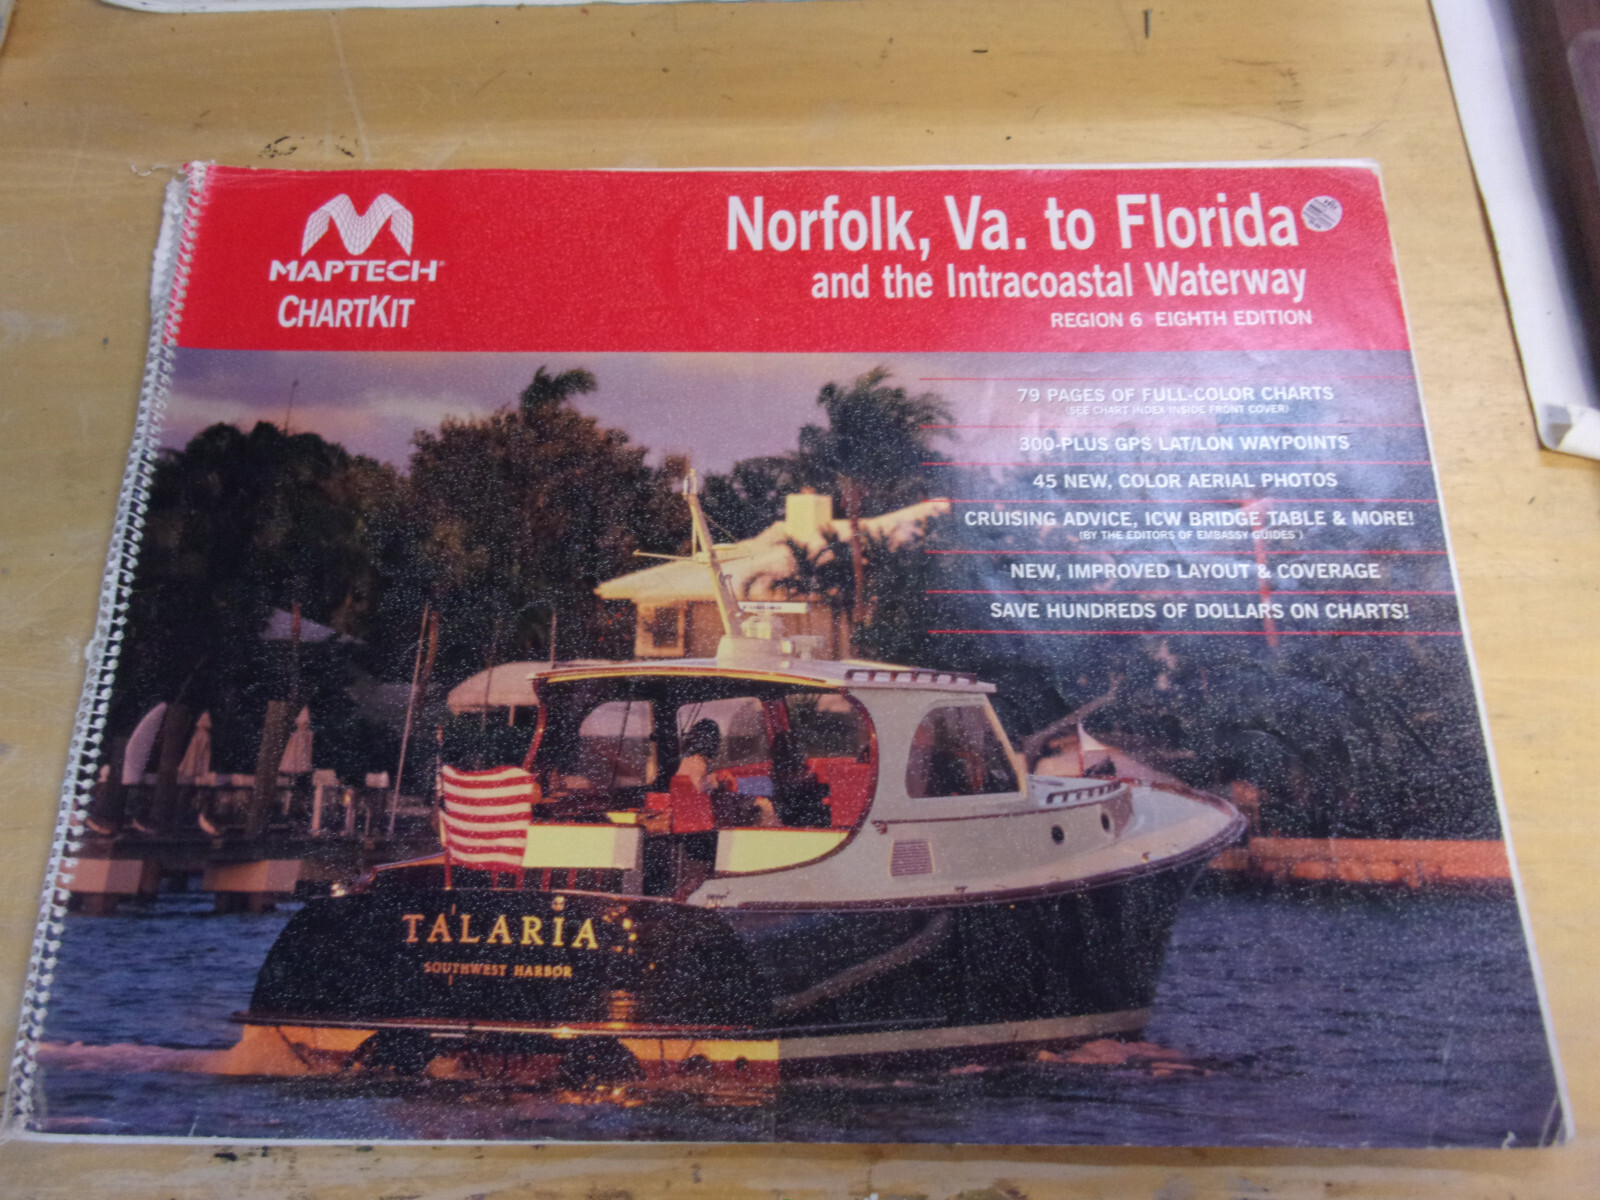 MAPTECH
CHARTKIT
Norfolk, Va. to Florida
and the Intracoastal Waterway
REGION 6 EIGHTH EDITION
79 PAGES OF FULL-COLOR CHARTS
(SEE CHART INDEX INSIDE FRONT COVER)
300-PLUS GPS LAT/LON WAYPOINTS
45 NEW, COLOR AERIAL PHOTOS
CRUISING ADVICE, ICW BRIDGE TABLE & MORE!
(BY THE EDITORS OF EMBASSY GUIDES)
NEW, IMPROVED LAYOUT & COVERAGE
SAVE HUNDREDS OF DOLLARS ON CHARTS!
TALARIA
SOUTHWEST HARBOR